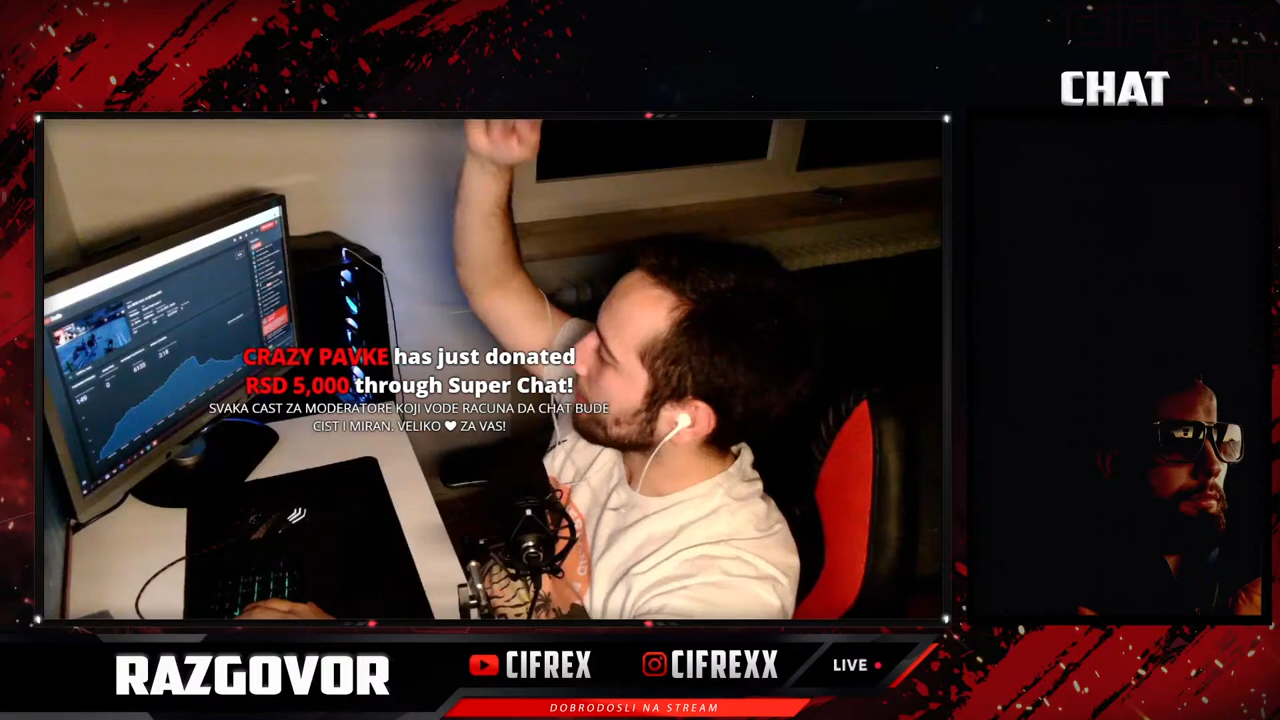 CHAT
CRAZY PAVKE has just donated
RSD 5,000 through Super Chat!
SVAKA CAST ZA MODERATORE KOJI VODE RACUNA DA CHAT BUDE
CIST I MIRAN. VELIKO ❤ ZA VAS!
RAZGOVOR
CIFREX
CIFREXX
LIVE
DOBRODOSLI NA STREAM